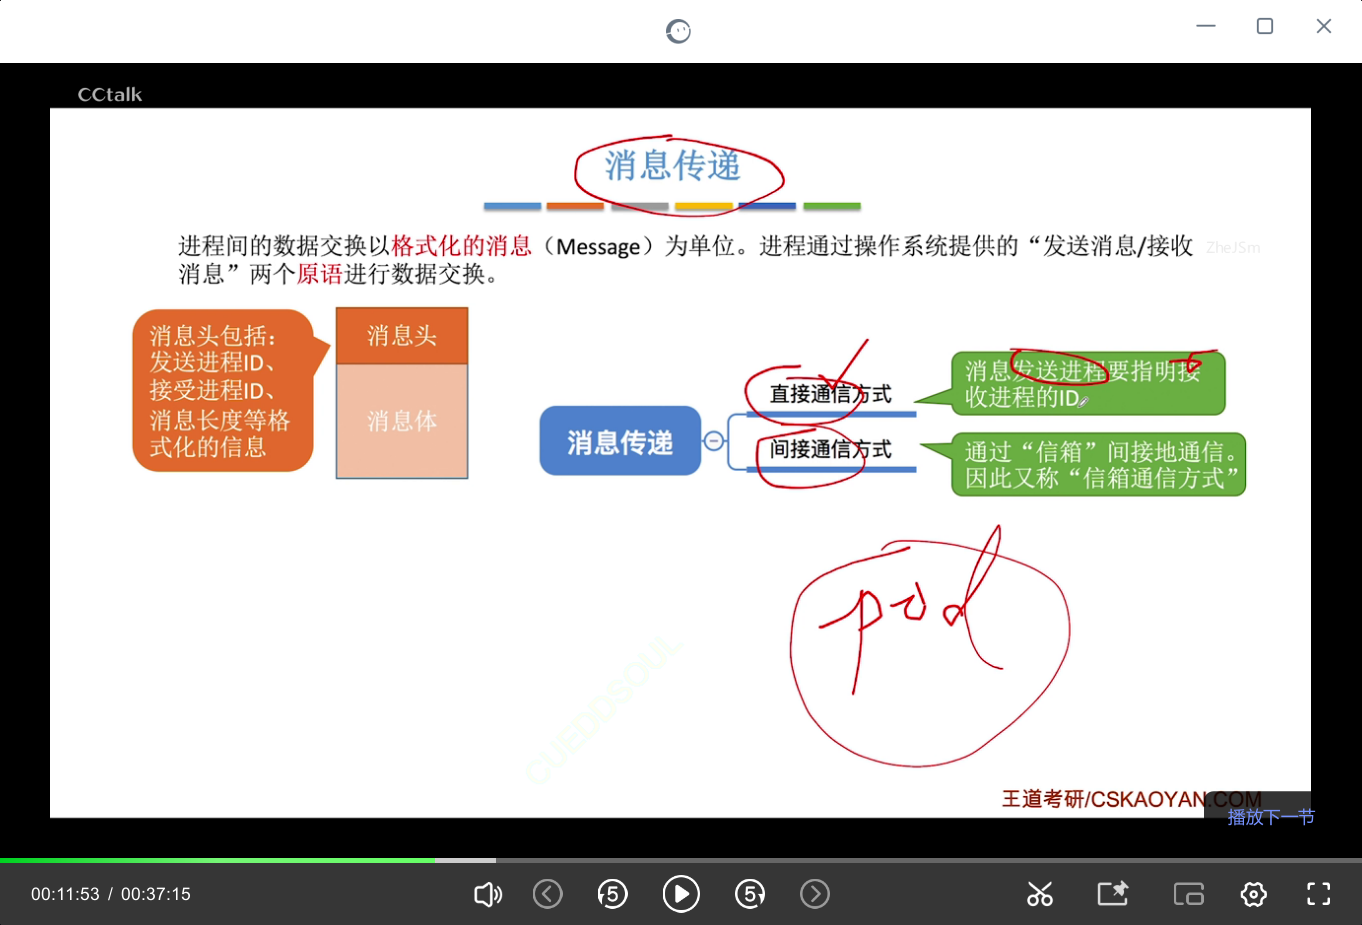 CCtalk
消息传递
进程间的数据交换以格式化的消息（Message）为单位。进程通过操作系统提供的“发送消息/接收
消息”两个原语进行数据交换。
ZheJSm
消息头包括：
发送进程ID、
接受进程ID、
消息长度等格
式化的信息
消息头
消息体
消息传递
直接通信方式
间接通信方式
消息发送进程要指明接
收进程的ID
通过“信箱”间接地通信。
因此又称“信箱通信方式”
pid
CUEDOSOUL
王道考研/CSKAOYAN.COM
播放下一节
00:11:53 / 00:37:15
5
5